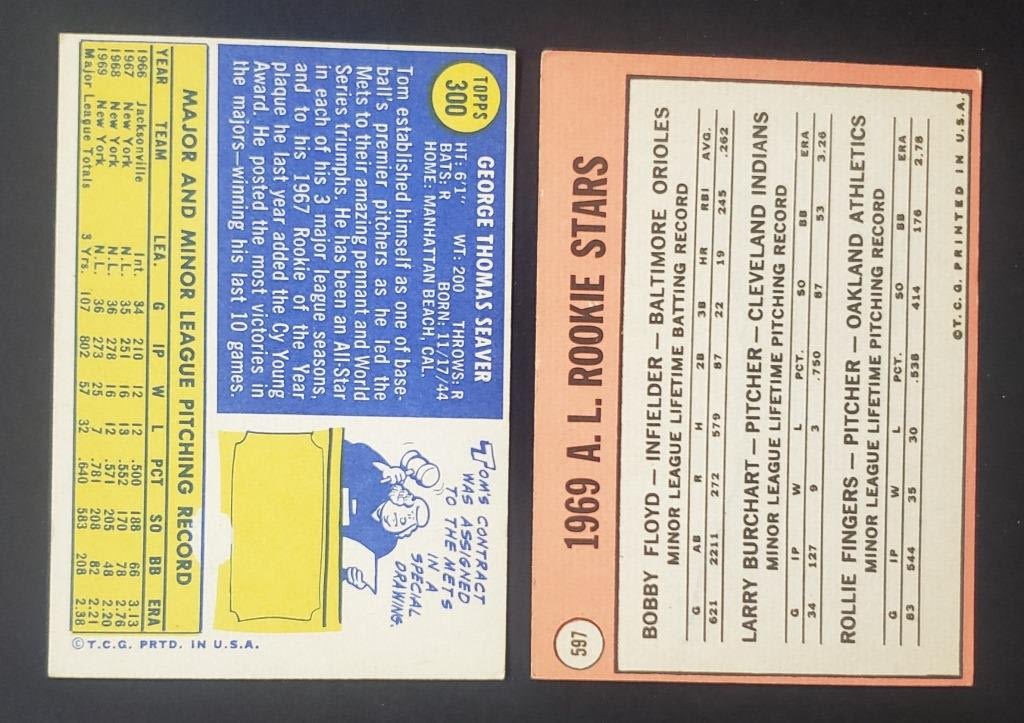 TOPPS
300
GEORGE THOMAS SEAVER
HT: 6'1" WT: 200 THROWS: R
BATS: R BORN: 11/17/44
HOME: MANHATTAN BEACH, CAL.
Tom established himself as one of base-
ball's premier pitchers as he led the
Mets to their amazing pennant and World
Series triumphs. He has been an All-Star
in each of his 3 major league seasons,
and to his 1967 Rookie of the Year
plaque he last year added the Cy Young
Award. He posted the most victories in
the majors—winning his last 10 games.
TOM'S CONTRACT
WAS ASSIGNED
TO THE METS
IN A
SPECIAL
DRAWING.
MAJOR AND MINOR LEAGUE PITCHING RECORD
YEAR TEAM LEA. G IP W L PCT SO BB ERA
1966 Jacksonville Int. 34 210 12 12 .500 188 66 3.13
1967 New York N.L. 35 251 16 13 .552 170 78 2.76
1968 New York N.L. 36 278 16 12 .571 205 48 2.20
1969 New York N.L. 36 273 25 7 .781 208 82 2.21
Major League Totals 3 Yrs. 107 802 57 32 .640 583 208 2.38
©T.C.G. PRTD. IN U.S.A.
597
1969 A. L. ROOKIE STARS
BOBBY FLOYD — INFIELDER — BALTIMORE ORIOLES
MINOR LEAGUE LIFETIME BATTING RECORD
G AB R H 2B 3B HR RBI AVG.
621 2211 272 579 87 22 19 245 .262
LARRY BURCHART — PITCHER — CLEVELAND INDIANS
MINOR LEAGUE LIFETIME PITCHING RECORD
G IP W L PCT. SO BB ERA
34 127 9 3 .750 87 53 3.26
ROLLIE FINGERS — PITCHER — OAKLAND ATHLETICS
MINOR LEAGUE LIFETIME PITCHING RECORD
G IP W L PCT. SO BB ERA
83 544 35 30 .538 414 176 2.78
©T.C.G. PRINTED IN U.S.A.